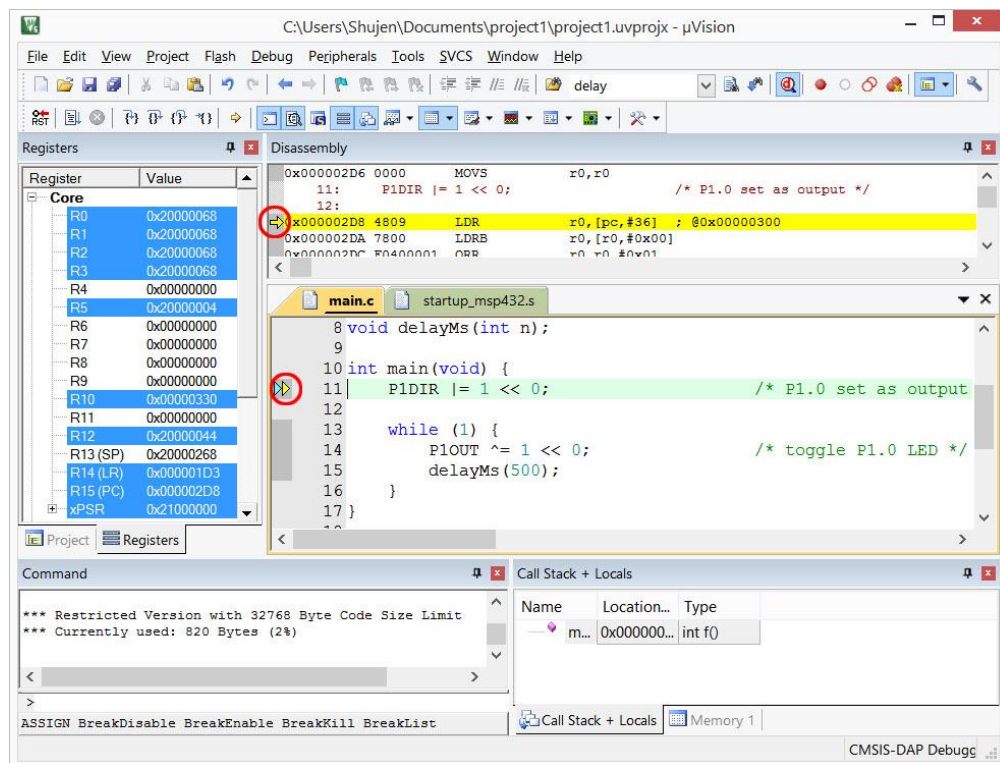 C:\Users\Shujen\Documents\project1\project1.uvprojx - µVision
File Edit View Project Flash Debug Peripherals Tools SVCS Window Help
delay
RST
Registers
Register Value
Core
R0 0x20000068
R1 0x20000068
R2 0x20000068
R3 0x20000068
R4 0x00000000
R5 0x20000004
R6 0x00000000
R7 0x00000000
R8 0x00000000
R9 0x00000000
R10 0x00000330
R11 0x00000000
R12 0x20000044
R13 (SP) 0x20000268
R14 (LR) 0x000001D3
R15 (PC) 0x000002D8
xPSR 0x21000000
Project Registers
Disassembly
0x000002D6 0000 MOVS r0,r0
11: P1DIR |= 1 << 0; /* P1.0 set as output */
12:
0x000002D8 4809 LDR r0,[pc,#36] ; @0x00000300
0x000002DA 7800 LDRB r0,[r0,#0x00]
0x000002DC F0400001 ORR r0,r0,#0x01
main.c startup_msp432.s
8 void delayMs(int n);
9
10 int main(void) {
11 P1DIR |= 1 << 0; /* P1.0 set as output
12
13 while (1) {
14 P1OUT ^= 1 << 0; /* toggle P1.0 LED */
15 delayMs(500);
16 }
17 }
Command
*** Restricted Version with 32768 Byte Code Size Limit
*** Currently used: 820 Bytes (2%)
>
ASSIGN BreakDisable BreakEnable BreakKill BreakList
Call Stack + Locals
Name Location... Type
m... 0x000000... int f()
Call Stack + Locals Memory 1
CMSIS-DAP Debugg